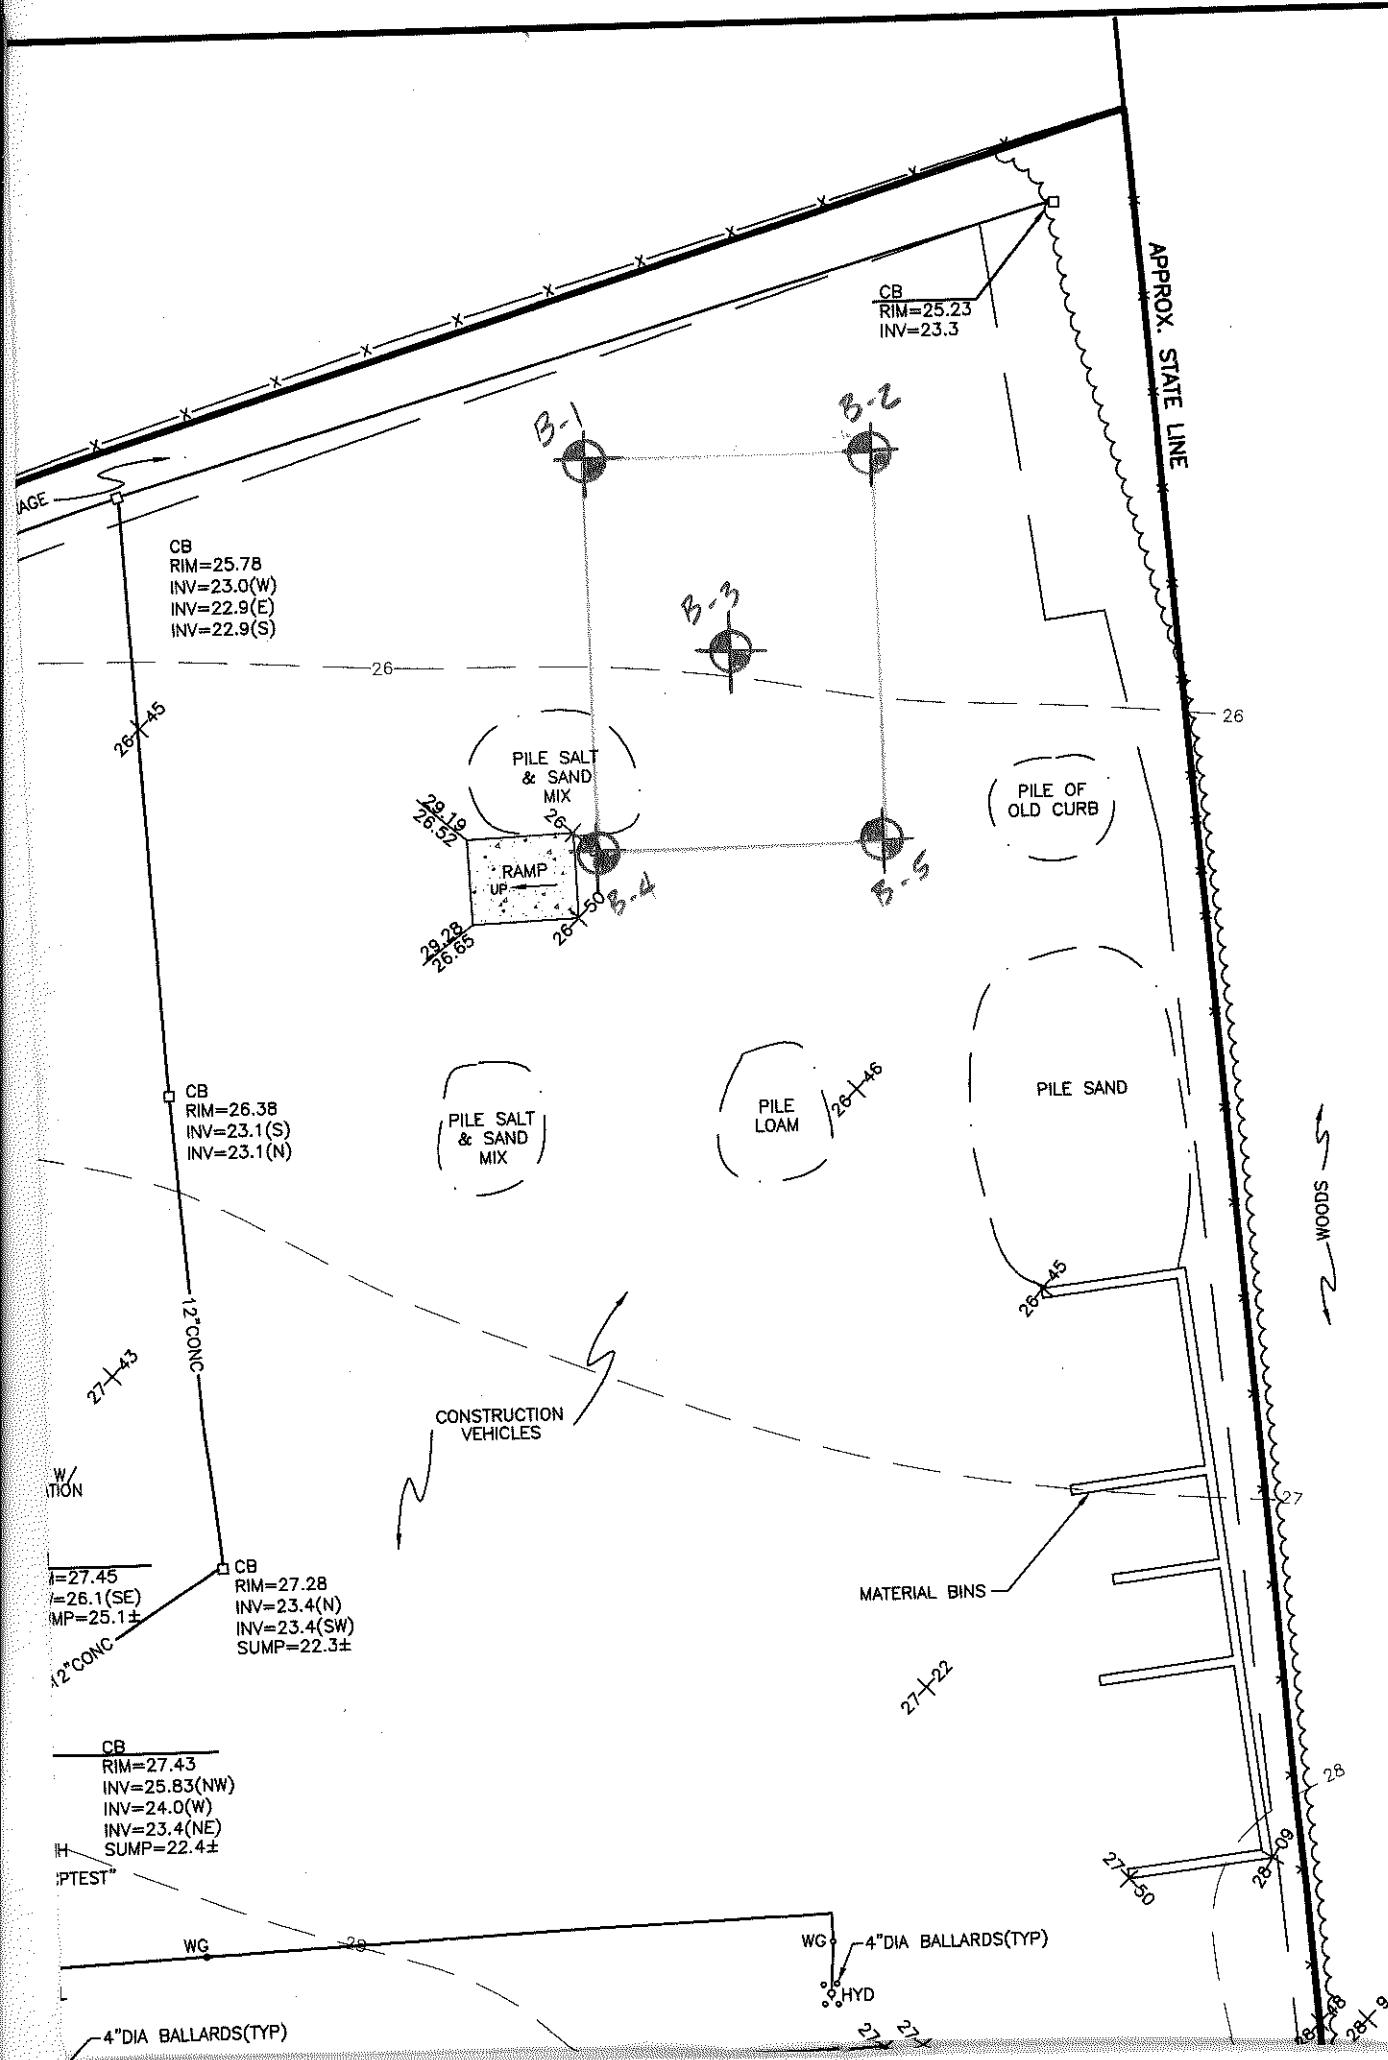 APPROX. STATE LINE
CB
RIM=25.23
INV=23.3
B-1
B-2
AGE
CB
RIM=25.78
INV=23.0(W)
INV=22.9(E)
INV=22.9(S)
B-3
26
26
26 45
PILE SALT
& SAND
MIX
PILE OF
OLD CURB
29.19
26.52
26
RAMP
UP
B-4
B-5
26 50
29.28
26.65
CB
RIM=26.38
INV=23.1(S)
INV=23.1(N)
PILE SALT
& SAND
MIX
PILE
LOAM
26 46
PILE SAND
WOODS
26 45
12"CONC
27 43
CONSTRUCTION
VEHICLES
W/
TION
27
=27.45
=26.1(SE)
MP=25.1±
CB
RIM=27.28
INV=23.4(N)
INV=23.4(SW)
SUMP=22.3±
MATERIAL BINS
12"CONC
27 22
CB
RIM=27.43
INV=25.83(NW)
INV=24.0(W)
INV=23.4(NE)
SUMP=22.4±
H
PTEST"
28
27 50
28 09
WG
28
WG
4"DIA BALLARDS(TYP)
HYD
4"DIA BALLARDS(TYP)
27
27
28 48
28 9